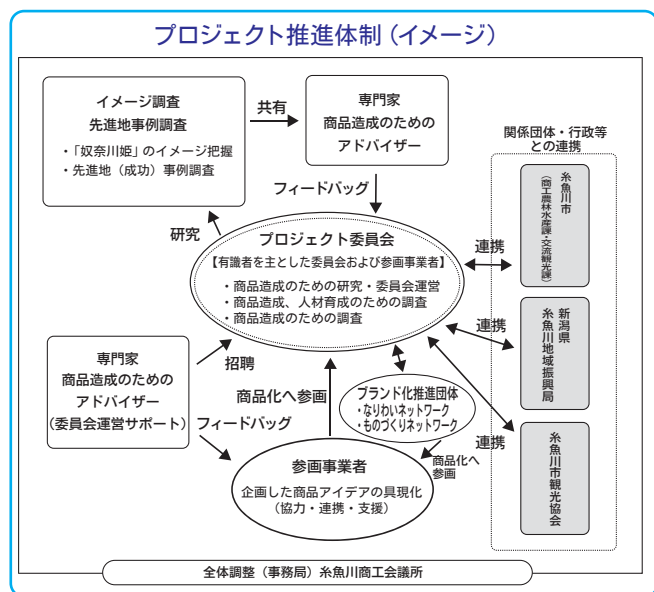 プロジェクト推進体制（イメージ）
イメージ調査
先進地事例調査
・「奴奈川姫」のイメージ把握
・先進地（成功）事例調査
共有
専門家
商品造成のための
アドバイザー
関係団体・行政等
との連携
糸魚川市
（商工農林水産課・交流観光課）
フィードバッグ
研究
プロジェクト委員会
【有識者を主とした委員会および参画事業者】
・商品造成のための研究・委員会運営
・商品造成、人材育成のための調査
・商品造成のための調査
連携
新潟県
糸魚川地域振興局
連携
専門家
商品造成のための
アドバイザー
（委員会運営サポート）
招聘
フィードバッグ
商品化へ参画
ブランド化推進団体
・なりわいネットワーク
・ものづくりネットワーク
連携
糸魚川市観光協会
商品化へ
参画
参画事業者
企画した商品アイデアの具現化
（協力・連携・支援）
全体調整（事務局）糸魚川商工会議所